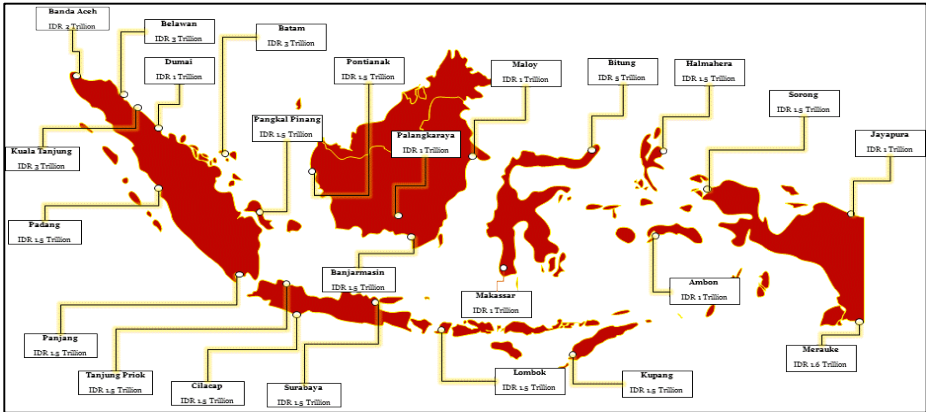 Banda Aceh
IDR 2 Trillion
Belawan
IDR 3 Trillion
Batam
IDR 3 Trillion
Dumai
IDR 1 Trillion
Pontianak
IDR 1.5 Trillion
Maloy
IDR 1 Trillion
Bitung
IDR 5 Trillion
Halmahera
IDR 1.5 Trillion
Sorong
IDR 1.5 Trillion
Jayapura
IDR 1 Trillion
Pangkal Pinang
IDR 1.5 Trillion
Palangkaraya
IDR 1 Trillion
Kuala Tanjung
IDR 3 Trillion
Padang
IDR 1.5 Trillion
Banjarmasin
IDR 1.5 Trillion
Makassar
IDR 1 Trillion
Ambon
IDR 1 Trillion
Panjang
IDR 1.5 Trillion
Tanjung Priok
IDR 1.5 Trillion
Cilacap
IDR 1.5 Trillion
Surabaya
IDR 1.5 Trillion
Lombok
IDR 1.5 Trillion
Kupang
IDR 1.5 Trillion
Merauke
IDR 1.6 Trillion